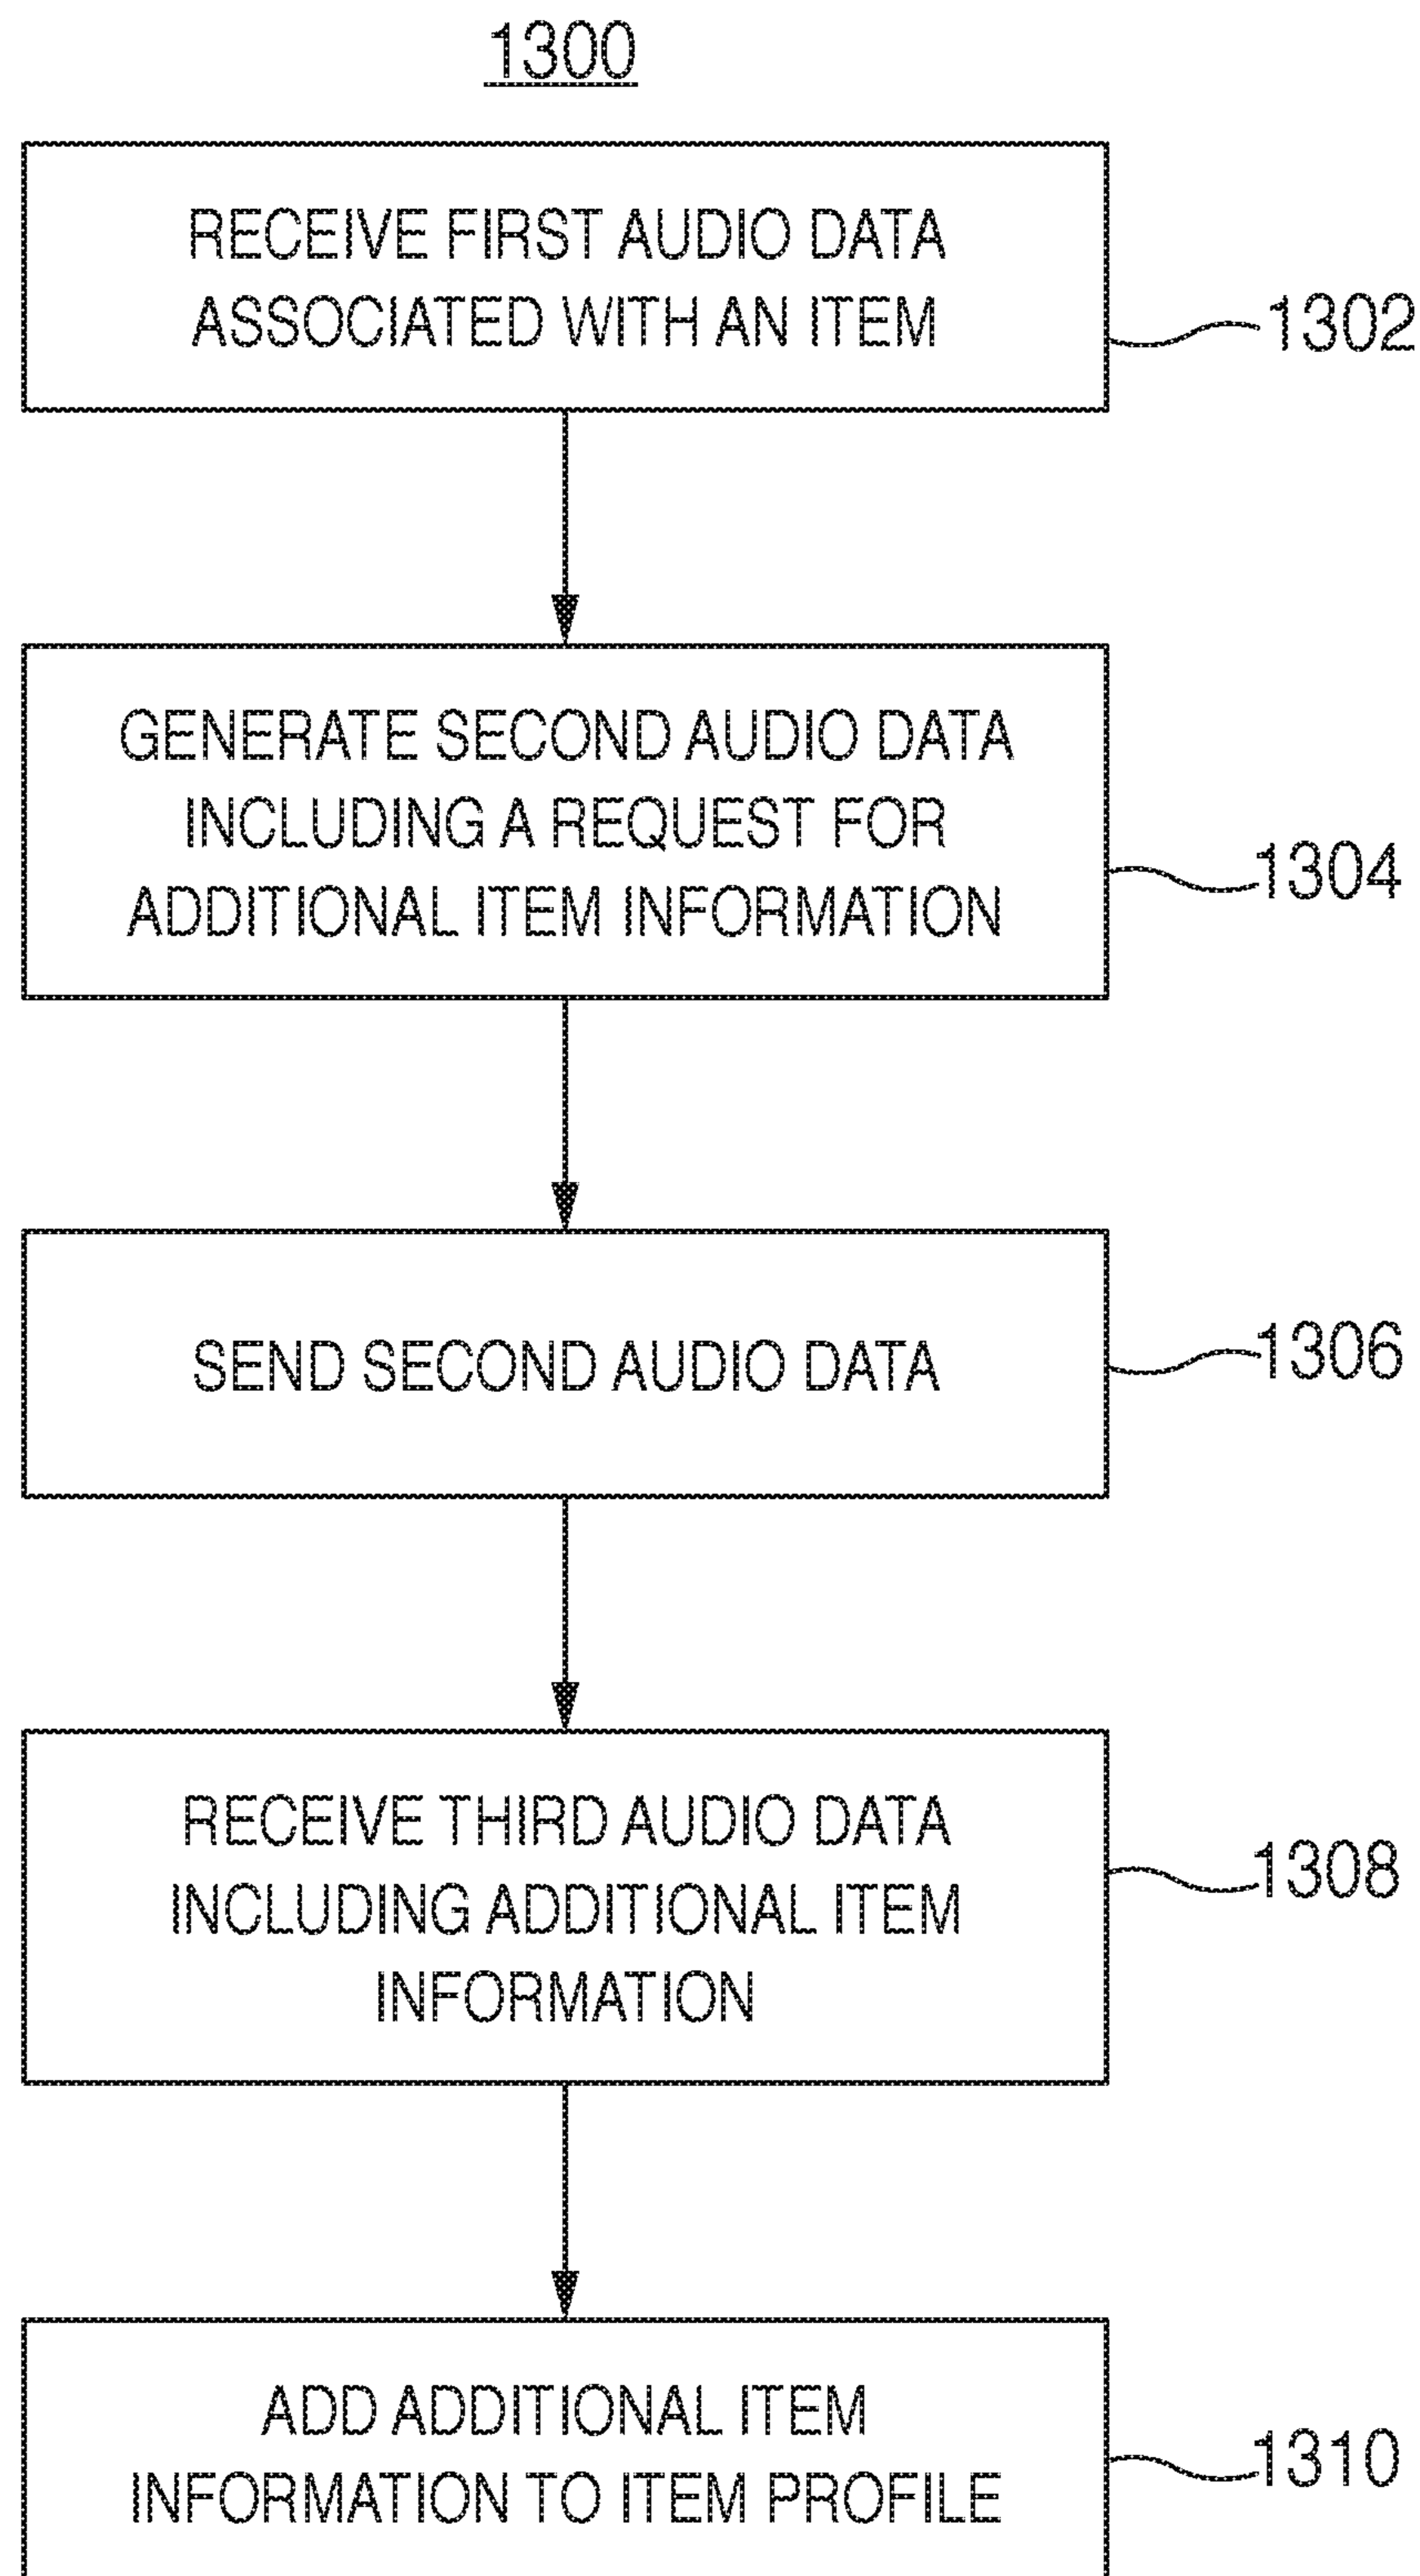 1300
RECEIVE FIRST AUDIO DATA
ASSOCIATED WITH AN ITEM
1302
GENERATE SECOND AUDIO DATA
INCLUDING A REQUEST FOR
ADDITIONAL ITEM INFORMATION
1304
SEND SECOND AUDIO DATA
1306
RECEIVE THIRD AUDIO DATA
INCLUDING ADDITIONAL ITEM
INFORMATION
1308
ADD ADDITIONAL ITEM
INFORMATION TO ITEM PROFILE
1310